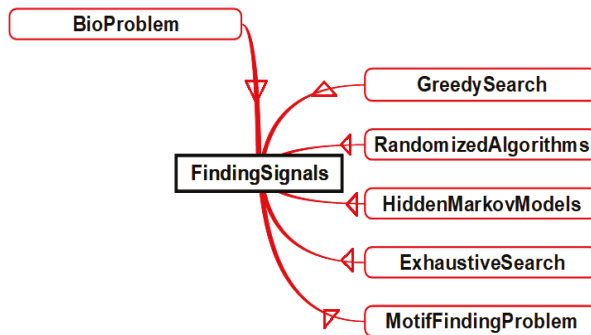 BioProblem
GreedySearch
RandomizedAlgorithms
FindingSignals
HiddenMarkovModels
ExhaustiveSearch
MotifFindingProblem